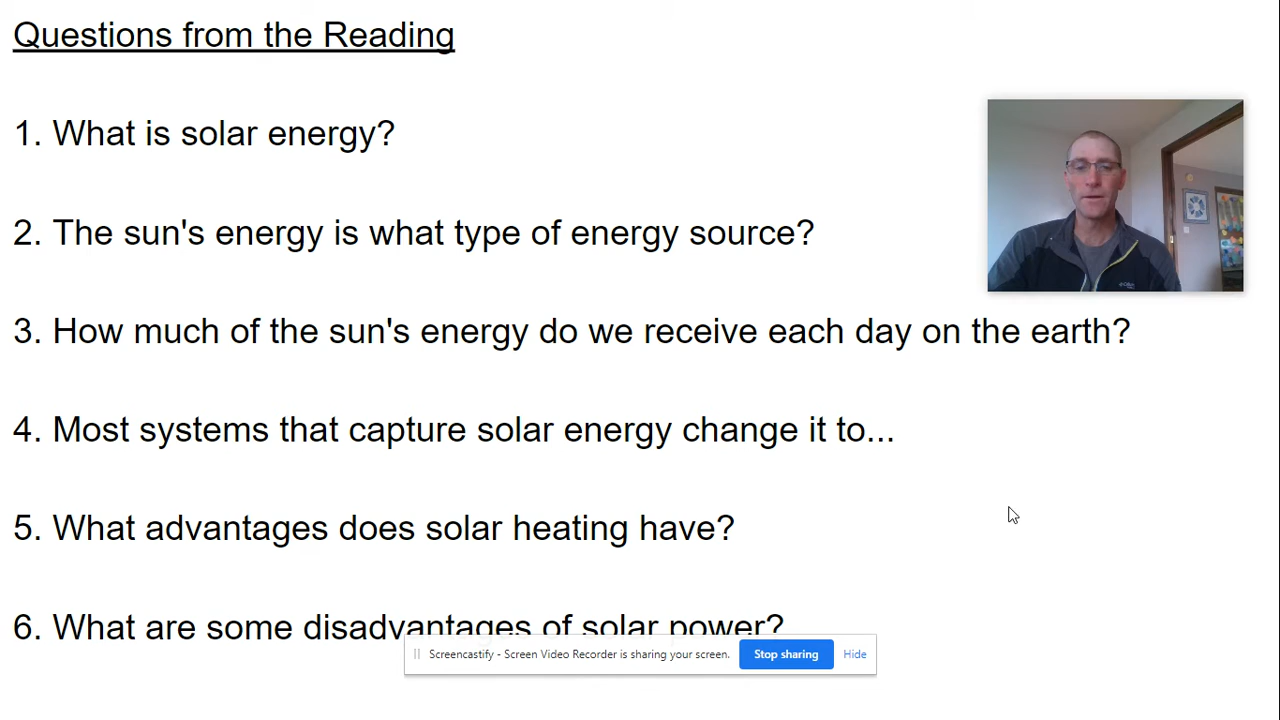 Questions from the Reading
1. What is solar energy?
2. The sun's energy is what type of energy source?
3. How much of the sun's energy do we receive each day on the earth?
4. Most systems that capture solar energy change it to...
5. What advantages does solar heating have?
6. What are some disadvantages of solar power?
Screencastify - Screen Video Recorder is sharing your screen. Stop sharing Hide